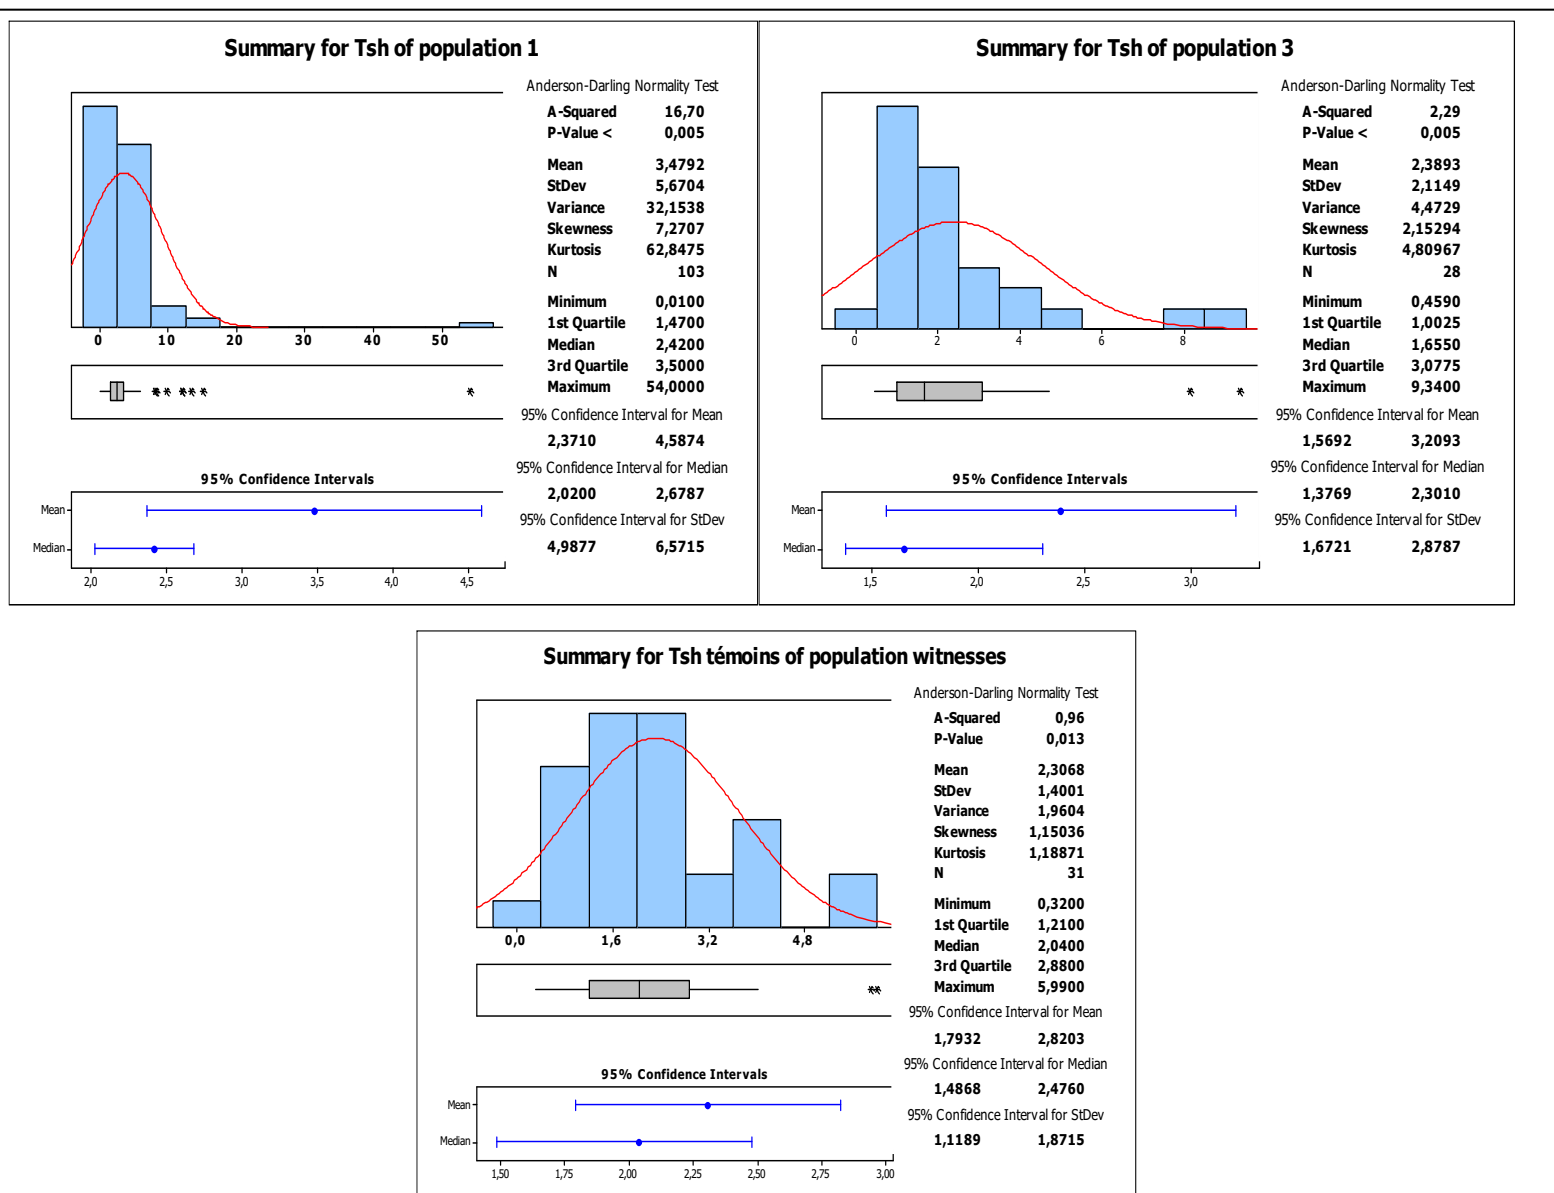 Summary for Tsh of population 1
Anderson-Darling Normality Test
A-Squared 16,70
P-Value < 0,005
Mean 3,4792
StDev 5,6704
Variance 32,1538
Skewness 7,2707
Kurtosis 62,8475
N 103
Minimum 0,0100
1st Quartile 1,4700
Median 2,4200
3rd Quartile 3,5000
Maximum 54,0000
95% Confidence Interval for Mean
2,3710 4,5874
95% Confidence Interval for Median
2,0200 2,6787
95% Confidence Interval for StDev
4,9877 6,5715
0 10 20 30 40 50
95% Confidence Intervals
Mean
Median
2,0 2,5 3,0 3,5 4,0 4,5
Summary for Tsh of population 3
Anderson-Darling Normality Test
A-Squared 2,29
P-Value < 0,005
Mean 2,3893
StDev 2,1149
Variance 4,4729
Skewness 2,15294
Kurtosis 4,80967
N 28
Minimum 0,4590
1st Quartile 1,0025
Median 1,6550
3rd Quartile 3,0775
Maximum 9,3400
95% Confidence Interval for Mean
1,5692 3,2093
95% Confidence Interval for Median
1,3769 2,3010
95% Confidence Interval for StDev
1,6721 2,8787
0 2 4 6 8
95% Confidence Intervals
Mean
Median
1,5 2,0 2,5 3,0
Summary for Tsh témoins of population witnesses
Anderson-Darling Normality Test
A-Squared 0,96
P-Value 0,013
Mean 2,3068
StDev 1,4001
Variance 1,9604
Skewness 1,15036
Kurtosis 1,18871
N 31
Minimum 0,3200
1st Quartile 1,2100
Median 2,0400
3rd Quartile 2,8800
Maximum 5,9900
95% Confidence Interval for Mean
1,7932 2,8203
95% Confidence Interval for Median
1,4868 2,4760
95% Confidence Interval for StDev
1,1189 1,8715
0,0 1,6 3,2 4,8
95% Confidence Intervals
Mean
Median
1,50 1,75 2,00 2,25 2,50 2,75 3,00